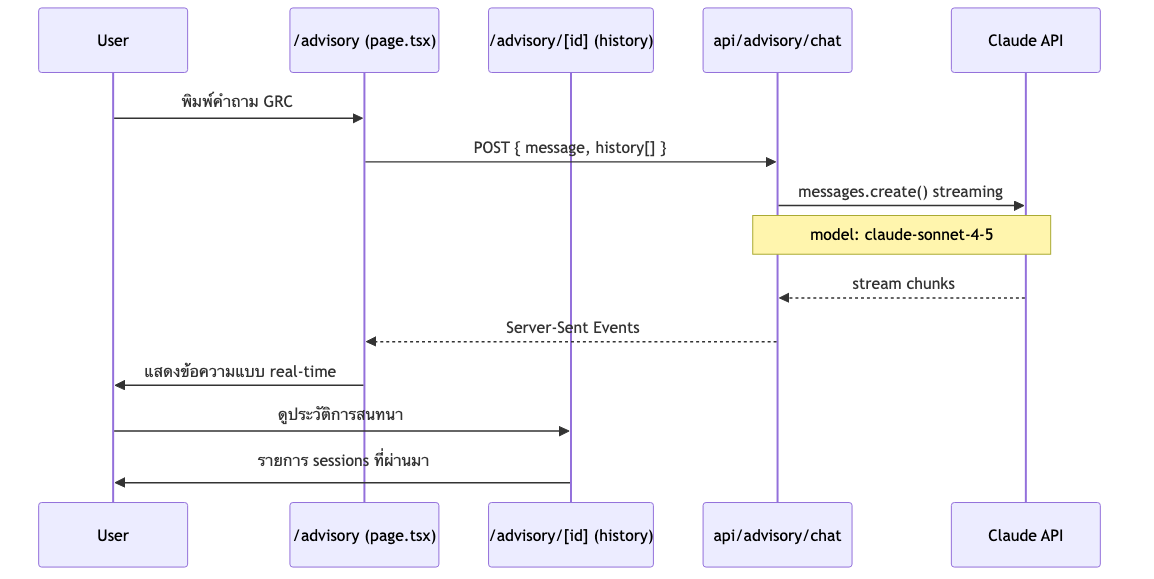 User
/advisory (page.tsx)
/advisory/[id] (history)
api/advisory/chat
Claude API
พิมพ์คำถาม GRC
POST { message, history[] }
messages.create() streaming
model: claude-sonnet-4-5
stream chunks
Server-Sent Events
แสดงข้อความแบบ real-time
ดูประวัติการสนทนา
รายการ sessions ที่ผ่านมา
User
/advisory (page.tsx)
/advisory/[id] (history)
api/advisory/chat
Claude API